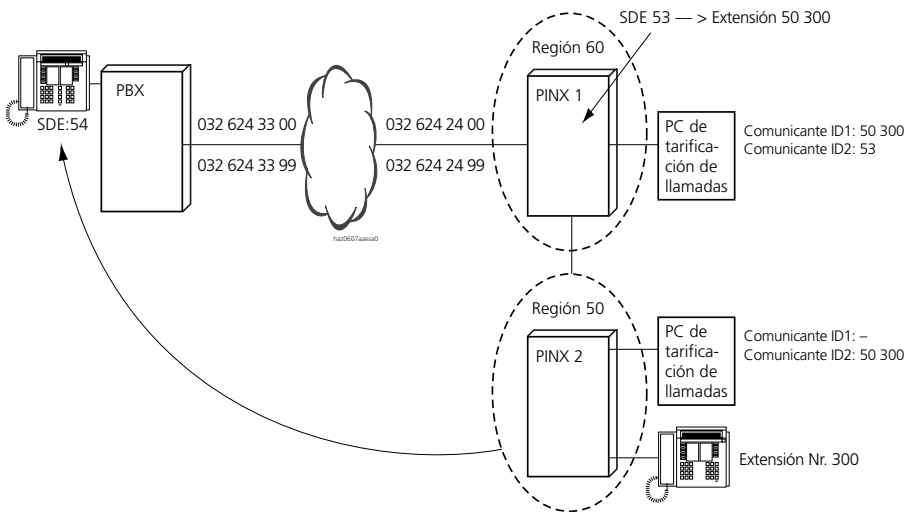 SDE 53 — > Extensión 50 300
Región 60
PBX
PINX 1
SDE:54
032 624 33 00
032 624 24 00
032 624 33 99
032 624 24 99
PC de
tarifica-
ción de
llamadas
Comunicante ID1: 50 300
Comunicante ID2: 53
haz0607aaesa0
Región 50
PINX 2
PC de
tarifica-
ción de
llamadas
Comunicante ID1: –
Comunicante ID2: 50 300
Extensión Nr. 300